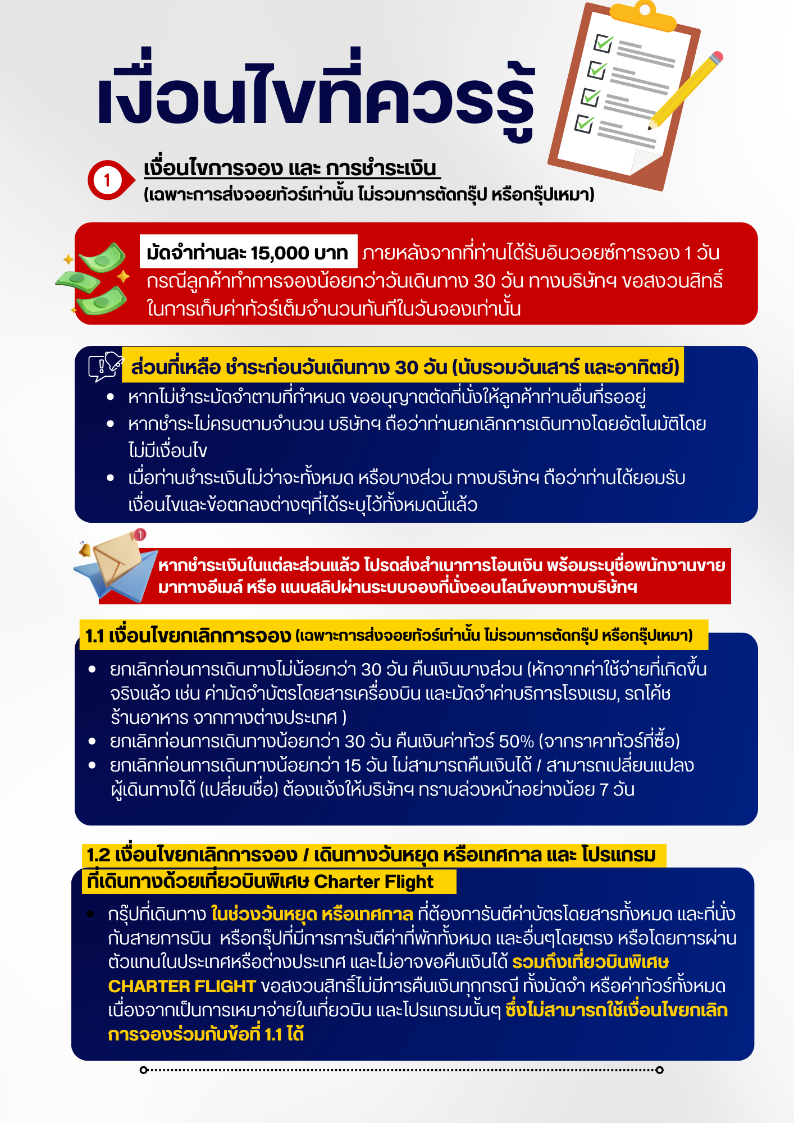 เงื่อนไขที่ควรรู้
1
เงื่อนไขการจอง และ การชำระเงิน
(เฉพาะการส่งจอยทัวร์เท่านั้น ไม่รวมการตัดกรุ๊ป หรือกรุ๊ปเหมา)
มัดจำท่านละ 15,000 บาท ภายหลังจากที่ท่านได้รับอินวอยซ์การจอง 1 วัน
กรณีลูกค้าทำการจองน้อยกว่าวันเดินทาง 30 วัน ทางบริษัทฯ ขอสงวนสิทธิ์
ในการเก็บค่าทัวร์เต็มจำนวนทันทีในวันจองเท่านั้น
ส่วนที่เหลือ ชำระก่อนวันเดินทาง 30 วัน (นับรวมวันเสาร์ และอาทิตย์)
• หากไม่ชำระมัดจำตามที่กำหนด ขออนุญาตตัดที่นั่งให้ลูกค้าท่านอื่นที่รออยู่
• หากชำระไม่ครบตามจำนวน บริษัทฯ ถือว่าท่านยกเลิกการเดินทางโดยอัตโนมัติโดย
ไม่มีเงื่อนไข
• เมื่อท่านชำระเงินไม่ว่าจะทั้งหมด หรือบางส่วน ทางบริษัทฯ ถือว่าท่านได้ยอมรับ
เงื่อนไขและข้อตกลงต่างๆที่ได้ระบุไว้ทั้งหมดนี้แล้ว
1
หากชำระเงินในแต่ละส่วนแล้ว โปรดส่งสำเนาการโอนเงิน พร้อมระบุชื่อพนักงานขาย
มาทางอีเมล์ หรือ แนบสลิปผ่านระบบจองที่นั่งออนไลน์ของทางบริษัทฯ
1.1 เงื่อนไขยกเลิกการจอง (เฉพาะการส่งจอยทัวร์เท่านั้น ไม่รวมการตัดกรุ๊ป หรือกรุ๊ปเหมา)
• ยกเลิกก่อนการเดินทางไม่น้อยกว่า 30 วัน คืนเงินบางส่วน (หักจากค่าใช้จ่ายที่เกิดขึ้น
จริงแล้ว เช่น ค่ามัดจำบัตรโดยสารเครื่องบิน และมัดจำค่าบริการโรงแรม, รถโค้ช
ร้านอาหาร จากทางต่างประเทศ )
• ยกเลิกก่อนการเดินทางน้อยกว่า 30 วัน คืนเงินค่าทัวร์ 50% (จากราคาทัวร์ที่ซื้อ)
• ยกเลิกก่อนการเดินทางน้อยกว่า 15 วัน ไม่สามารถคืนเงินได้ / สามารถเปลี่ยนแปลง
ผู้เดินทางได้ (เปลี่ยนชื่อ) ต้องแจ้งให้บริษัทฯ ทราบล่วงหน้าอย่างน้อย 7 วัน
1.2 เงื่อนไขยกเลิกการจอง / เดินทางวันหยุด หรือเทศกาล และ โปรแกรม
ที่เดินทางด้วยเที่ยวบินพิเศษ Charter Flight
• กรุ๊ปที่เดินทาง ในช่วงวันหยุด หรือเทศกาล ที่ต้องการันตีค่าบัตรโดยสารทั้งหมด และที่นั่ง
กับสายการบิน หรือกรุ๊ปที่มีการการันตีค่าที่พักทั้งหมด และอื่นๆโดยตรง หรือโดยการผ่าน
ตัวแทนในประเทศหรือต่างประเทศ และไม่อาจขอคืนเงินได้ รวมถึงเที่ยวบินพิเศษ
CHARTER FLIGHT ขอสงวนสิทธิ์ไม่มีการคืนเงินทุกกรณี ทั้งมัดจำ หรือค่าทัวร์ทั้งหมด
เนื่องจากเป็นการเหมาจ่ายในเที่ยวบิน และโปรแกรมนั้นๆ ซึ่งไม่สามารถใช้เงื่อนไขยกเลิก
การจองร่วมกับข้อที่ 1.1 ได้